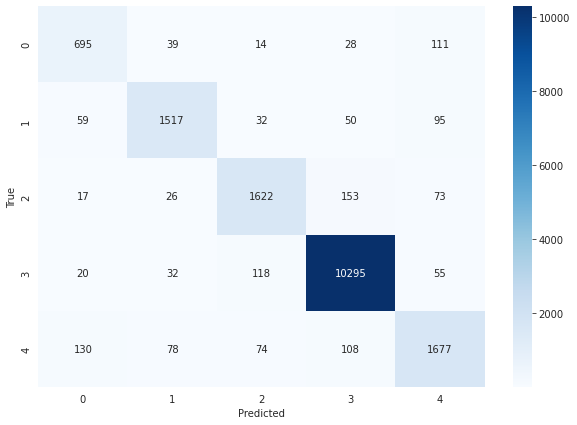 0 695 39 14 28 111
1 59 1517 32 50 95
2 17 26 1622 153 73
3 20 32 118 10295 55
4 130 78 74 108 1677
0 1 2 3 4
Predicted
True
10000
8000
6000
4000
2000